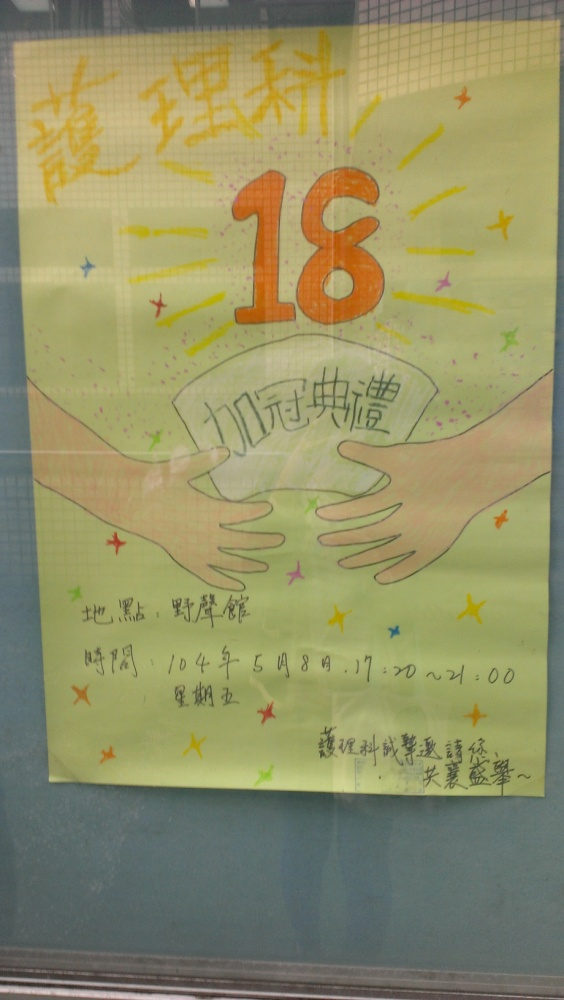 護理科
18
加冠典禮
地點:野聲館
時間:104年5月8日.17:20~21:00
星期五
護理科誠摯邀請您、
共襄盛舉~